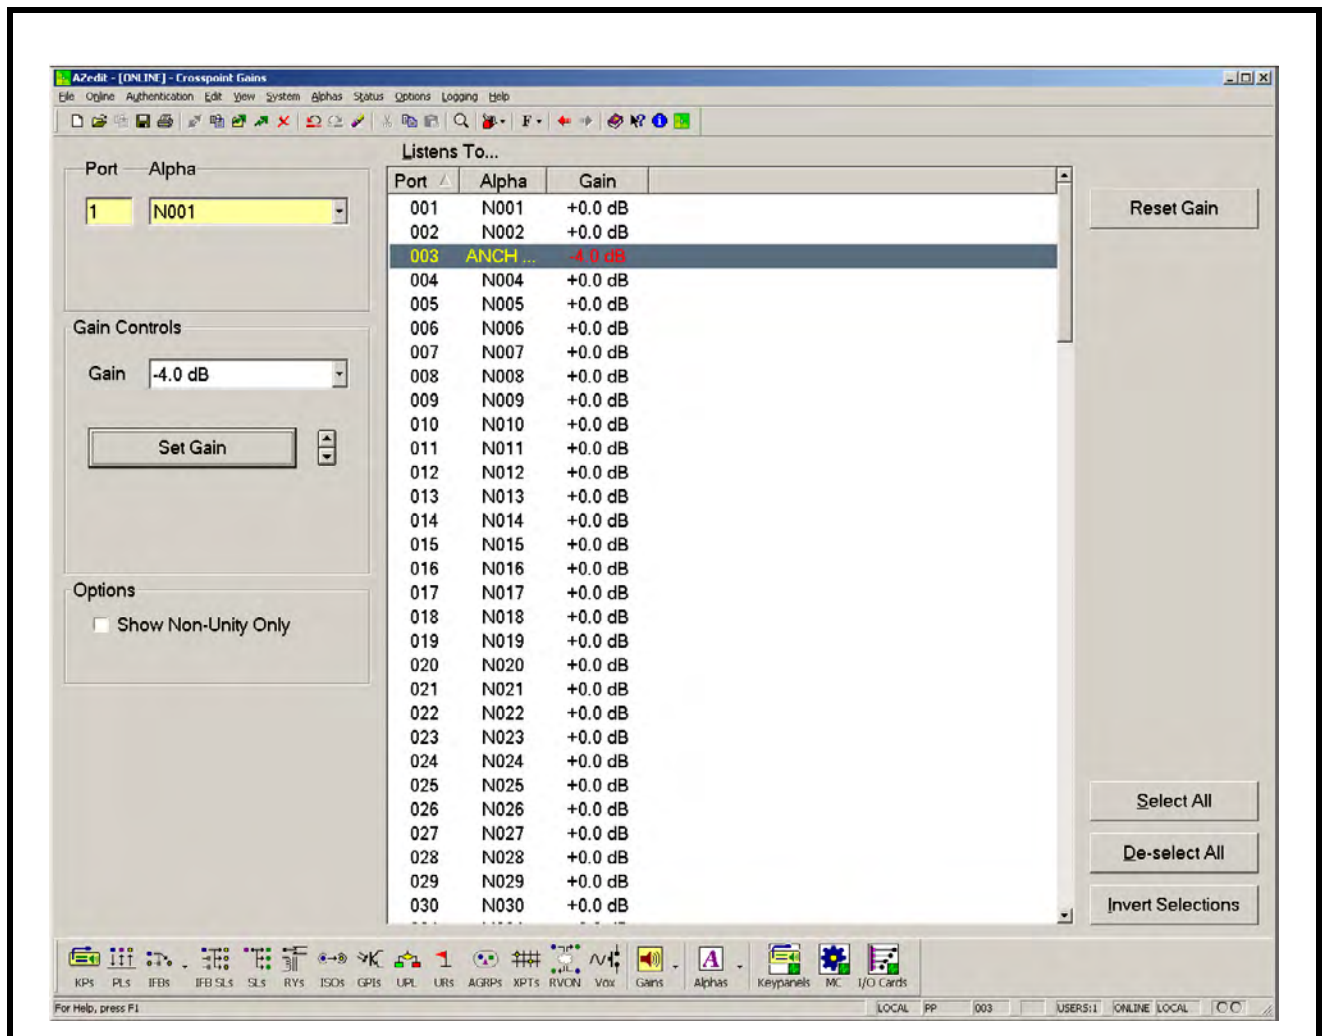 AZedit - [ONLINE] - Crosspoint Gains
File Online Authentication Edit View System Alphas Status Options Logging Help
F
Listens To...
Port Alpha
1 N001
Gain Controls
Gain -4.0 dB
Set Gain
Options
Show Non-Unity Only
Port Alpha Gain
001 N001 +0.0 dB
002 N002 +0.0 dB
003 ANCH ... -4.0 dB
004 N004 +0.0 dB
005 N005 +0.0 dB
006 N006 +0.0 dB
007 N007 +0.0 dB
008 N008 +0.0 dB
009 N009 +0.0 dB
010 N010 +0.0 dB
011 N011 +0.0 dB
012 N012 +0.0 dB
013 N013 +0.0 dB
014 N014 +0.0 dB
015 N015 +0.0 dB
016 N016 +0.0 dB
017 N017 +0.0 dB
018 N018 +0.0 dB
019 N019 +0.0 dB
020 N020 +0.0 dB
021 N021 +0.0 dB
022 N022 +0.0 dB
023 N023 +0.0 dB
024 N024 +0.0 dB
025 N025 +0.0 dB
026 N026 +0.0 dB
027 N027 +0.0 dB
028 N028 +0.0 dB
029 N029 +0.0 dB
030 N030 +0.0 dB
Reset Gain
Select All
De-select All
Invert Selections
KPs PLs IFBs IFB SLs SLs RYs ISOs GPIs UPL URs AGRPs XPTs RVON Vox Gains Alphas Keypanels MC I/O Cards
For Help, press F1 LOCAL PP 003 USERS:1 ONLINE LOCAL